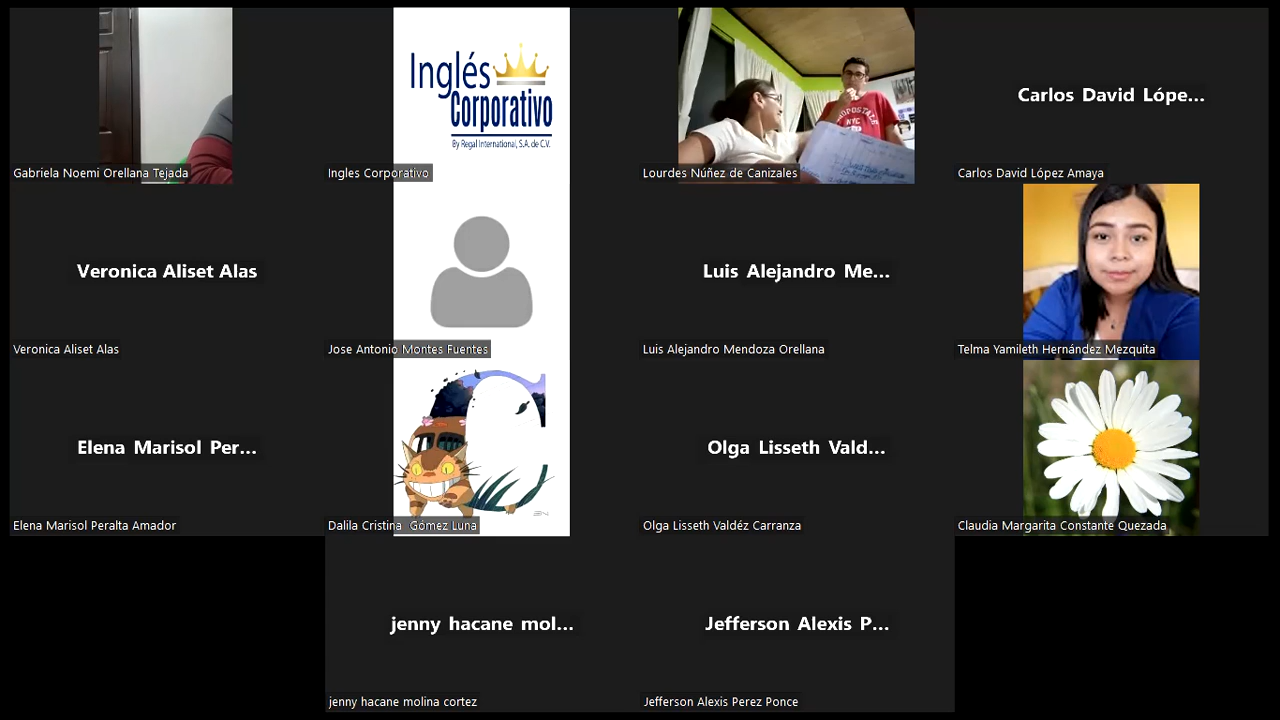 Gabriela Noemi Orellana Tejada
Inglés
Corporativo
By Regal International, S.A. de C.V.
Ingles Corporativo
Lourdes Núñez de Canizales
Carlos David Lópe...
Carlos David López Amaya
Veronica Aliset Alas
Veronica Aliset Alas
Jose Antonio Montes Fuentes
Luis Alejandro Me...
Luis Alejandro Mendoza Orellana
Telma Yamileth Hernández Mezquita
Elena Marisol Per...
Elena Marisol Peralta Amador
Dalila Cristina Gómez Luna
Olga Lisseth Vald...
Olga Lisseth Valdéz Carranza
Claudia Margarita Constante Quezada
jenny hacane mol...
jenny hacane molina cortez
Jefferson Alexis P...
Jefferson Alexis Perez Ponce